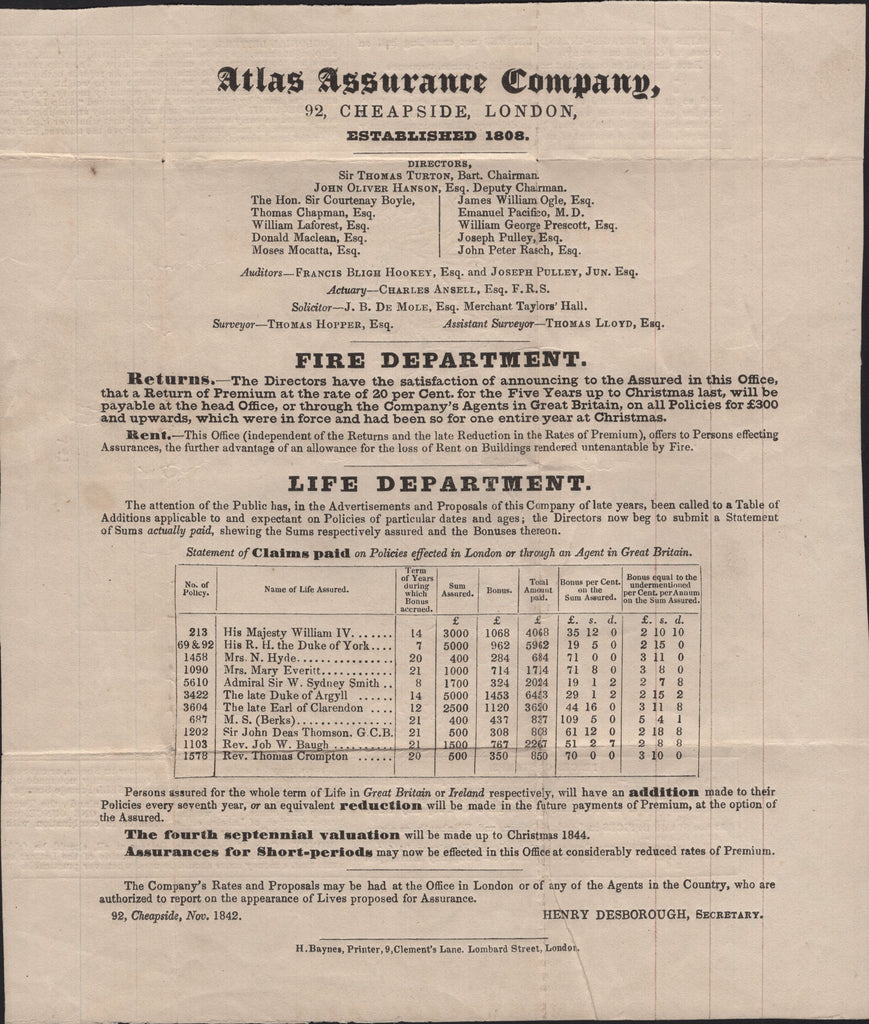 Atlas Assurance Company,
92, CHEAPSIDE, LONDON,
ESTABLISHED 1808.
DIRECTORS,
Sir THOMAS TURTON, Bart. Chairman.
JOHN OLIVER HANSON, Esq. Deputy Chairman.
The Hon. Sir Courtenay Boyle,
Thomas Chapman, Esq.
William Laforest, Esq.
Donald Maclean, Esq.
Moses Mocatta, Esq.
James William Ogle, Esq.
Emanuel Pacifico, M.D.
William George Prescott, Esq.
Joseph Pulley, Esq.
John Peter Rasch, Esq.
Auditors—FRANCIS BLIGH HOOKEY, Esq. and JOSEPH PULLEY, JUN. Esq.
Actuary—CHARLES ANSELL, Esq. F.R.S.
Solicitor—J. B. DE MOLE, Esq. Merchant Taylors' Hall.
Surveyor—THOMAS HOPPER, Esq. Assistant Surveyor—THOMAS LLOYD, Esq.
FIRE DEPARTMENT.
Returns.—The Directors have the satisfaction of announcing to the Assured in this Office,
that a Return of Premium at the rate of 20 per Cent. for the Five Years up to Christmas last, will be
payable at the head Office, or through the Company's Agents in Great Britain, on all Policies for £300
and upwards, which were in force and had been so for one entire year at Christmas.
Rent.—This Office (independent of the Returns and the late Reduction in the Rates of Premium), offers to Persons effecting
Assurances, the further advantage of an allowance for the loss of Rent on Buildings rendered untenantable by Fire.
LIFE DEPARTMENT.
The attention of the Public has, in the Advertisements and Proposals of this Company of late years, been called to a Table of
Additions applicable to and expectant on Policies of particular dates and ages; the Directors now beg to submit a Statement
of Sums actually paid, shewing the Sums respectively assured and the Bonuses thereon.
Statement of Claims paid on Policies effected in London or through an Agent in Great Britain.
No. of Policy. Name of Life Assured. Term of Years during which Bonus accrued. Sum Assured. Bonus. Total Amount paid. Bonus per Cent. on the Sum Assured. Bonus equal to the undermentioned per Cent. per Annum on the Sum Assured.
£ £ £ £. s. d. £. s. d.
213 His Majesty William IV....... 14 3000 1068 4068 35 12 0 2 10 10
69 & 92 His R. H. the Duke of York.... 7 5000 962 5962 19 5 0 2 15 0
1458 Mrs. N. Hyde............... 20 400 284 684 71 0 0 3 11 0
1090 Mrs. Mary Everitt............ 21 1000 714 1714 71 8 0 3 8 0
5610 Admiral Sir W. Sydney Smith .. 8 1700 324 2024 19 1 2 2 7 8
3422 The late Duke of Argyll ...... 14 5000 1453 6453 29 1 2 2 15 2
3604 The late Earl of Clarendon .... 12 2500 1120 3620 44 16 0 3 11 8
687 M. S. (Berks)............... 21 400 437 837 109 5 0 5 4 1
1202 Sir John Deas Thomson. G.C.B. 21 500 308 808 61 12 0 2 18 8
1103 Rev. Job W. Baugh .......... 21 1500 767 2267 51 2 7 2 8 8
1578 Rev. Thomas Crompton ...... 20 500 350 850 70 0 0 3 10 0
Persons assured for the whole term of Life in Great Britain or Ireland respectively, will have an addition made to their
Policies every seventh year, or an equivalent reduction will be made in the future payments of Premium, at the option of
the Assured.
The fourth septennial valuation will be made up to Christmas 1844.
Assurances for Short-periods may now be effected in this Office at considerably reduced rates of Premium.
The Company's Rates and Proposals may be had at the Office in London or of any of the Agents in the Country, who are
authorized to report on the appearance of Lives proposed for Assurance.
92, Cheapside, Nov. 1842. HENRY DESBOROUGH, SECRETARY.
H. Baynes, Printer, 9, Clement's Lane. Lombard Street, London.